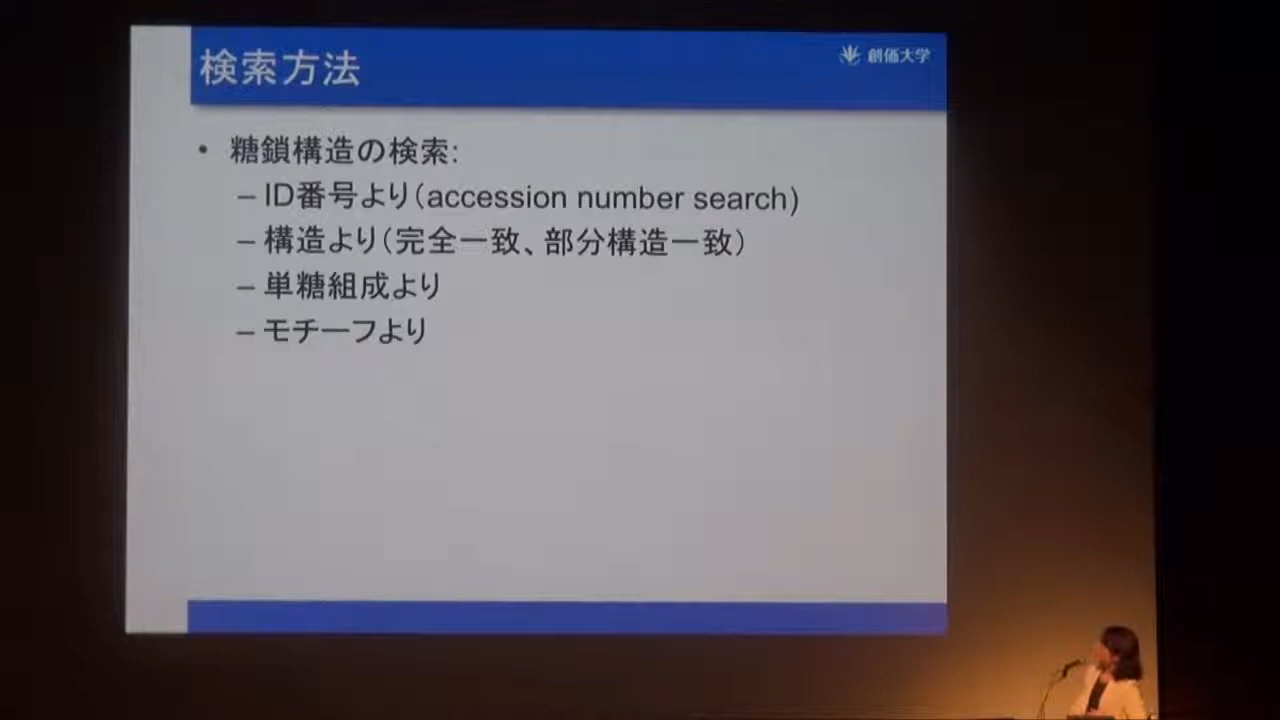 検索方法
創価大学
• 糖鎖構造の検索:
– ID番号より(accession number search)
– 構造より(完全一致、部分構造一致)
– 単糖組成より
– モチーフより